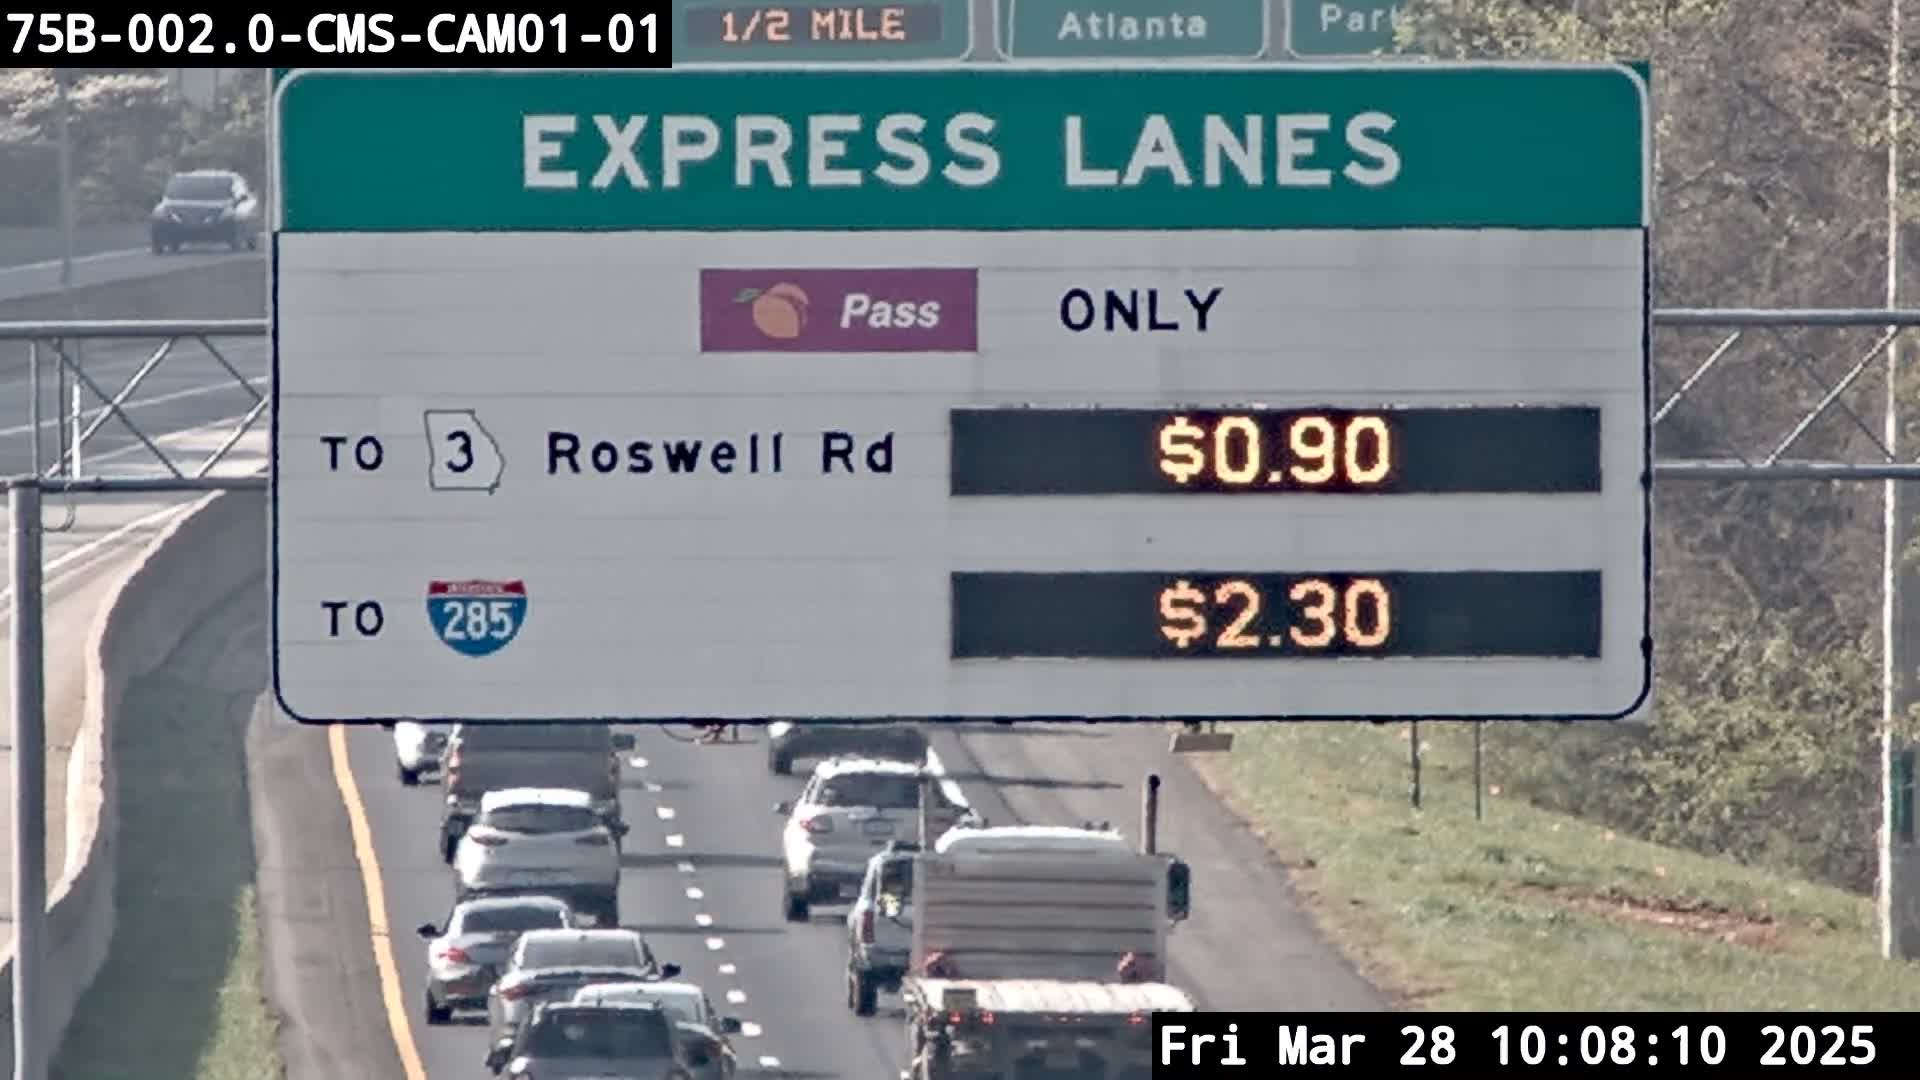 75B-002.0-CMS-CAM01-01
1/2 MILE
Atlanta
EXPRESS LANES
Pass ONLY
TO 3 Roswell Rd $0.90
TO 285 $2.30
Fri Mar 28 10:08:10 2025